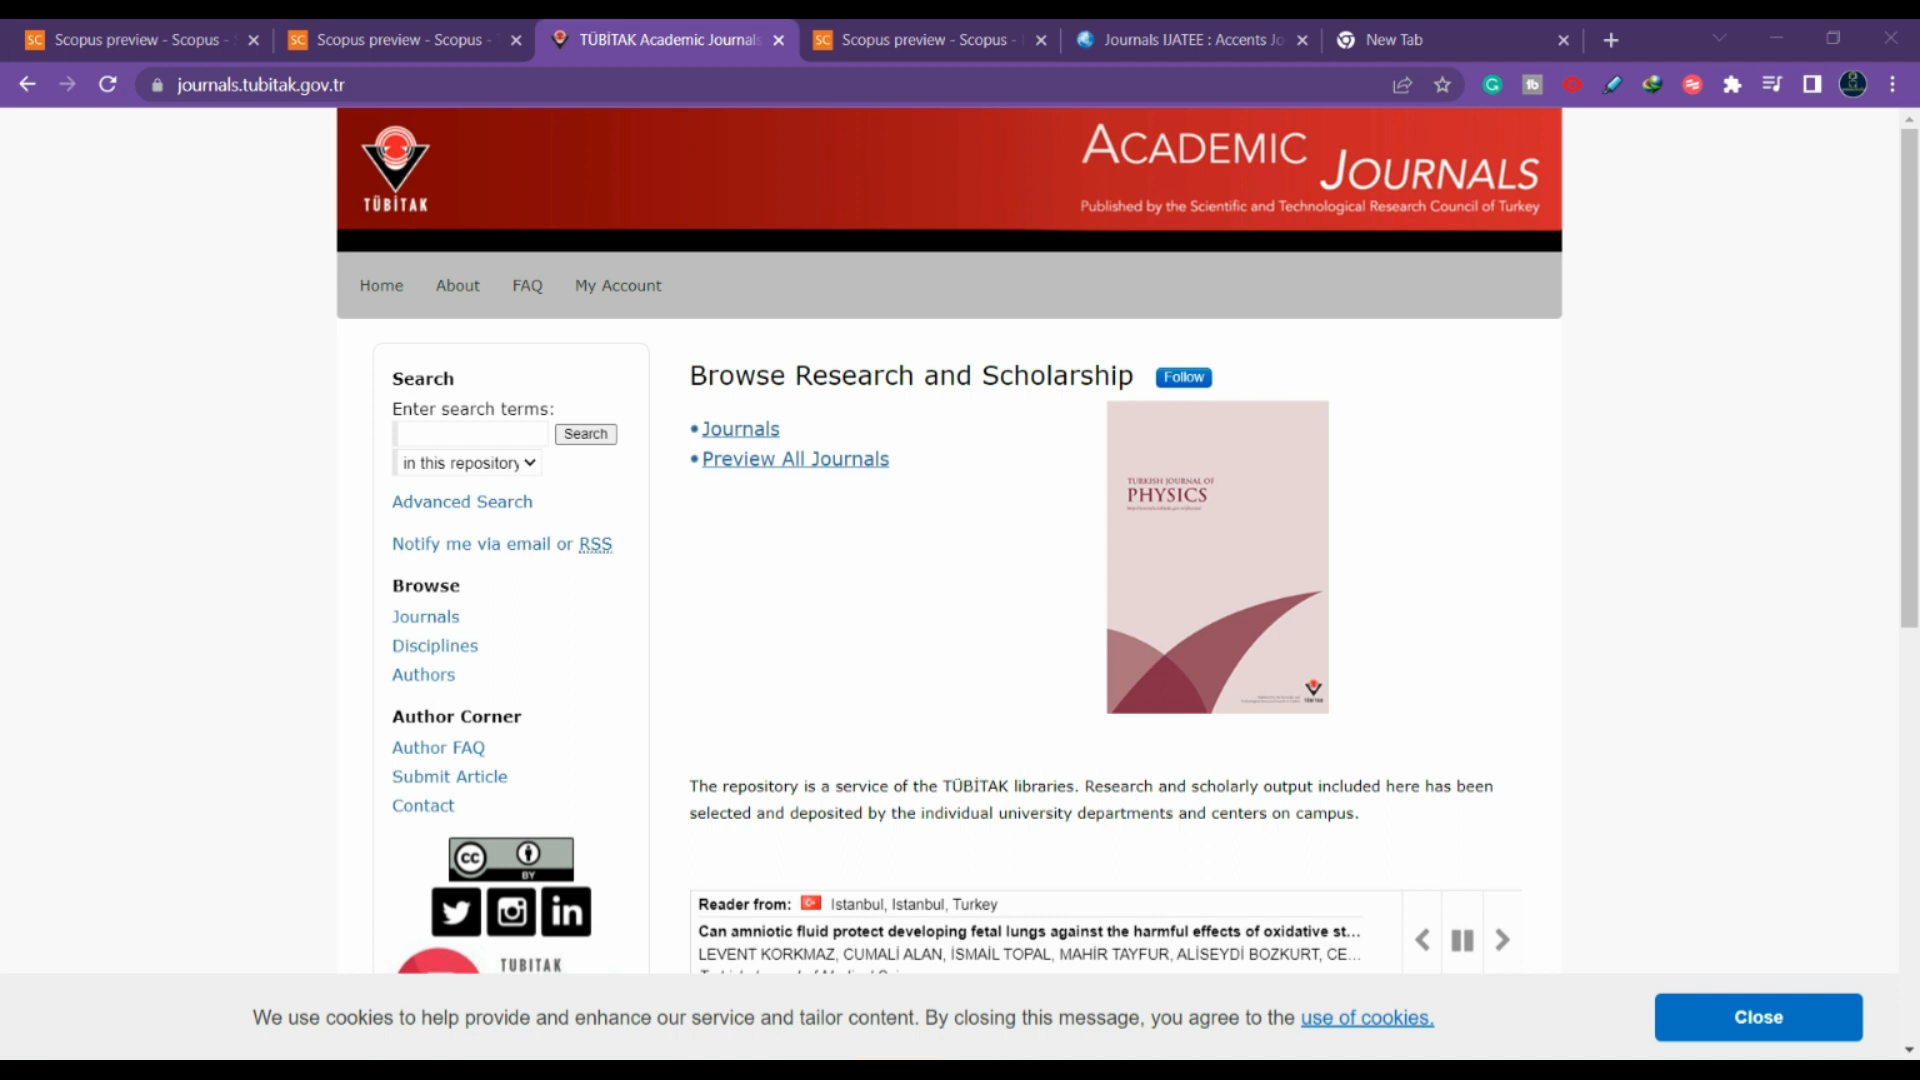 Scopus preview - Scopus -
Scopus preview - Scopus -
TÜBİTAK Academic Journals
Scopus preview - Scopus -
Journals IJATEE : Accents Jo
New Tab
journals.tubitak.gov.tr
TÜBİTAK
ACADEMIC
JOURNALS
Published by the Scientific and Technological Research Council of Turkey
Home About FAQ My Account
Search
Enter search terms:
Search
in this repository
Advanced Search
Notify me via email or RSS
Browse
Journals
Disciplines
Authors
Author Corner
Author FAQ
Submit Article
Contact
cc
BY
in
TUBITAK
Browse Research and Scholarship Follow
• Journals
• Preview All Journals
TURKISH JOURNAL OF
PHYSICS
The repository is a service of the TÜBİTAK libraries. Research and scholarly output included here has been
selected and deposited by the individual university departments and centers on campus.
Reader from: Istanbul, Istanbul, Turkey
Can amniotic fluid protect developing fetal lungs against the harmful effects of oxidative st...
LEVENT KORKMAZ, CUMALİ ALAN, İSMAİL TOPAL, MAHİR TAYFUR, ALİSEYDİ BOZKURT, CE...
We use cookies to help provide and enhance our service and tailor content. By closing this message, you agree to the use of cookies.
Close